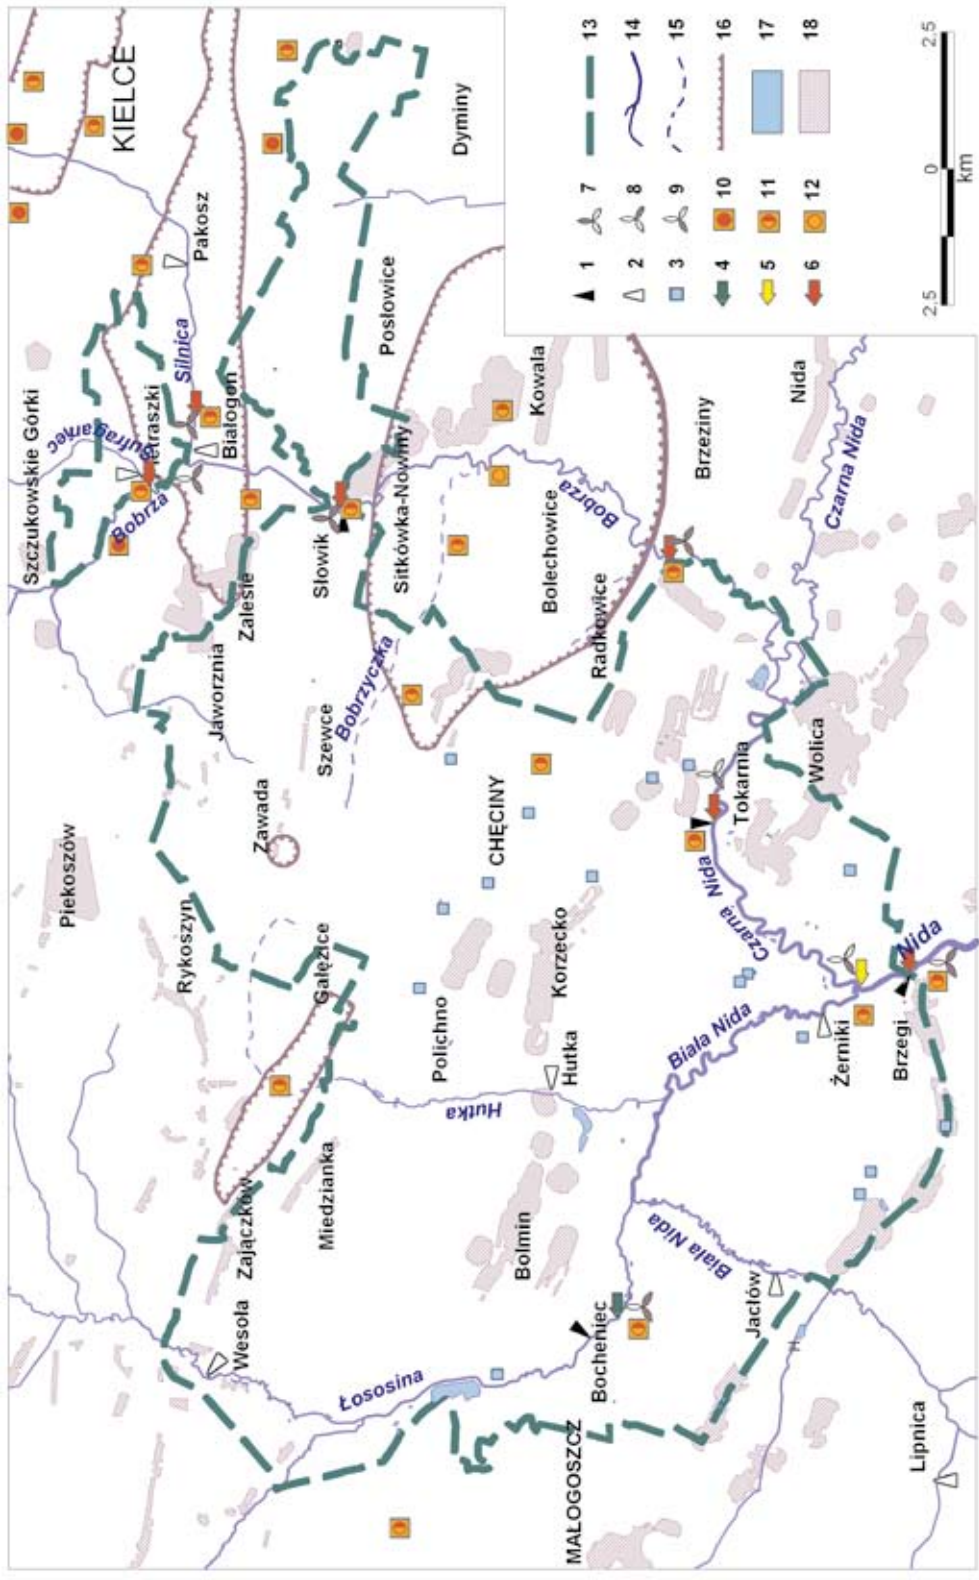 KIELCE
Szczukowskie Górki
Pakosz
Silnica
Sufragariec
Pietraszki
Białogon
Bobrza
Dyminy
Posłowice
Piekoszów
Jaworznia
Zalesie
Słowik
Sitkówka-Nowiny
Kowala
Bobrza
Bolechowice
Brzeziny
Nida
Czarna Nida
Rykoszyn
Zawada
Szewce
Bobrzyczka
Radkowice
CHĘCINY
Tokarnia
Wolica
Gałęzice
Polichno
Korzecko
Czarna Nida
Nida
Zajączków
Miedzianka
Hutka
Hutka
Biała Nida
Żerniki
Brzegi
Wesoła
Łososina
Bolmin
Bocheniec
Biała Nida
Jacłów
MAŁOGOSZCZ
Lipnica
1
2
3
4
5
6
7
8
9
10
11
12
13
14
15
16
17
18
2.5 0 2.5
km